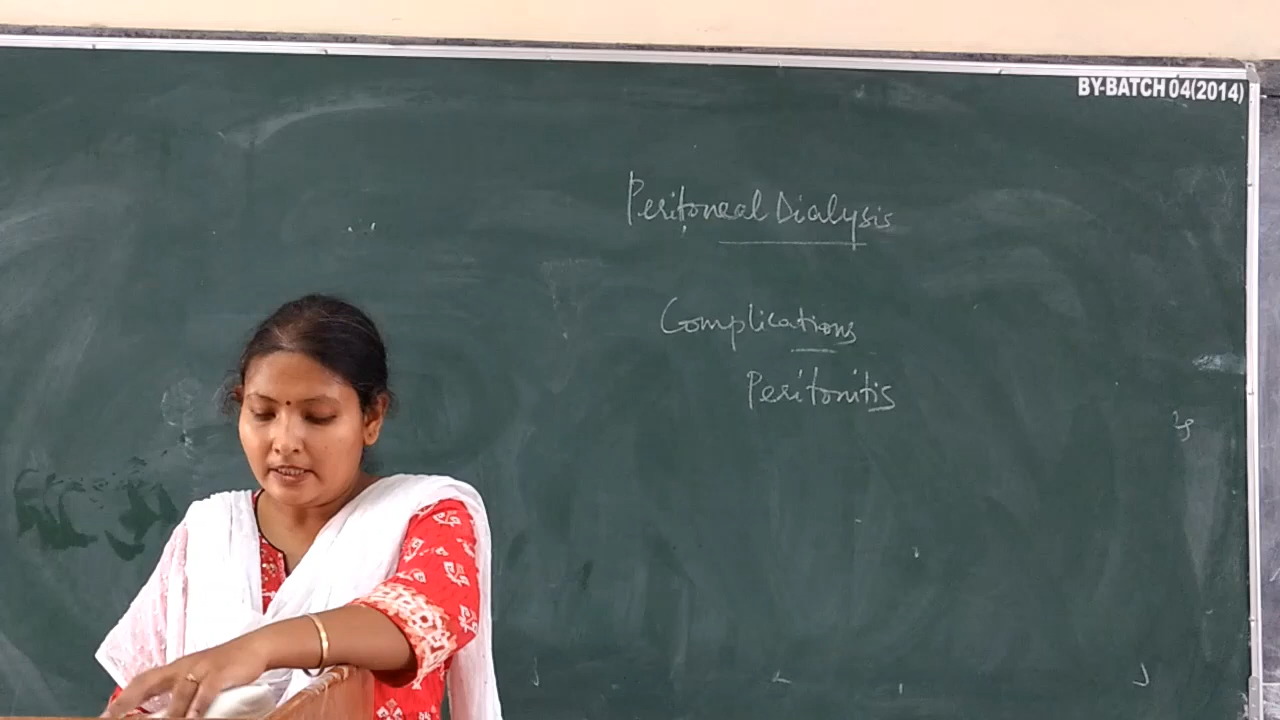 BY-BATCH 04(2014)
Peritoneal Dialysis
Complications
Peritonitis